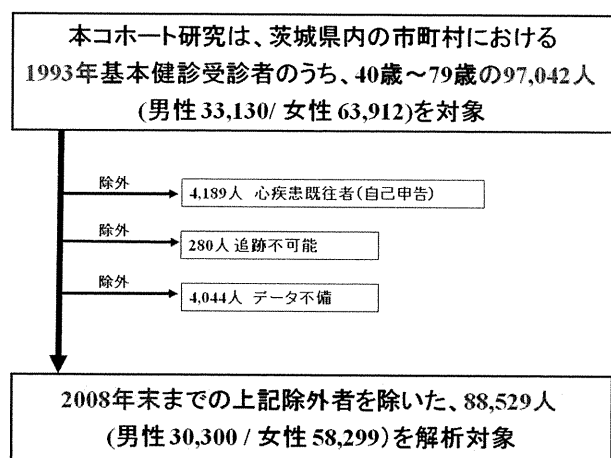 本コホート研究は、茨城県内の市町村における
1993年基本健診受診者のうち、40歳～79歳の97,042人
(男性33,130/ 女性63,912)を対象
除外
4,189人 心疾患既往者(自己申告)
除外
280人 追跡不可能
除外
4,044人 データ不備
2008年末までの上記除外者を除いた、88,529人
(男性30,300 / 女性58,299)を解析対象